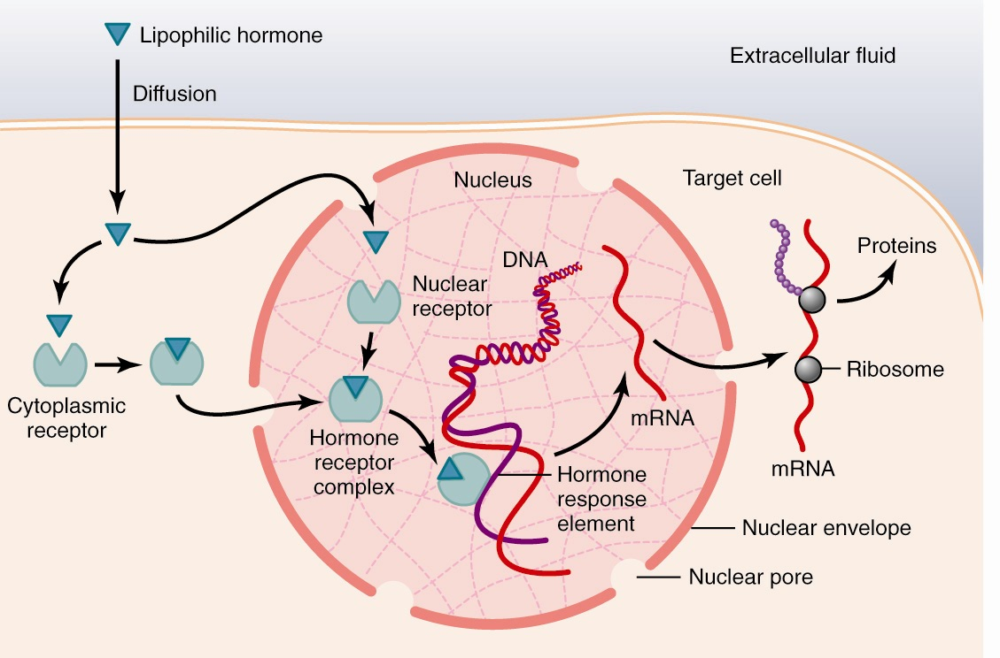 Lipophilic hormone
Extracellular fluid
Diffusion
Nucleus
Target cell
Proteins
DNA
Nuclear
receptor
Ribosome
Cytoplasmic
receptor
mRNA
Hormone
receptor
complex
mRNA
Hormone
response
element
Nuclear envelope
Nuclear pore